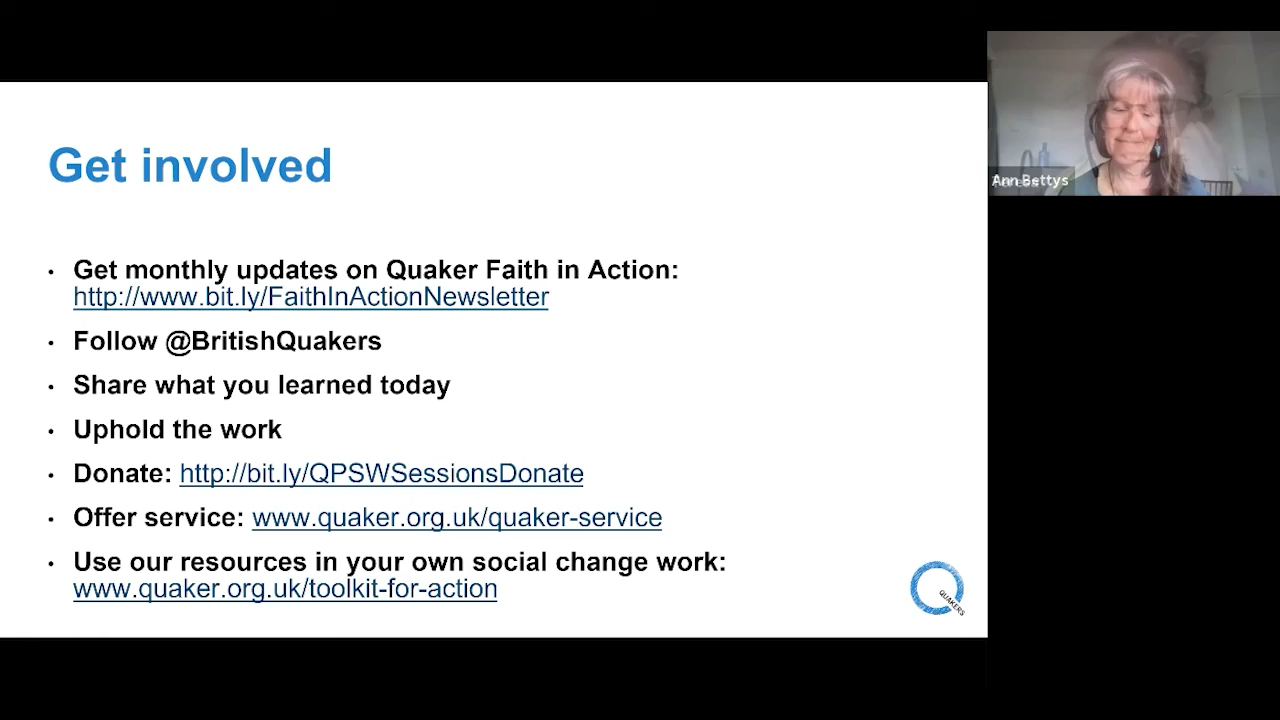 Get involved
Get monthly updates on Quaker Faith in Action:
http://www.bit.ly/FaithInActionNewsletter
Follow @BritishQuakers
Share what you learned today
Uphold the work
Donate: http://bit.ly/QPSWSessionsDonate
Offer service: www.quaker.org.uk/quaker-service
Use our resources in your own social change work:
www.quaker.org.uk/toolkit-for-action
QUAKERS
Ann Bettys